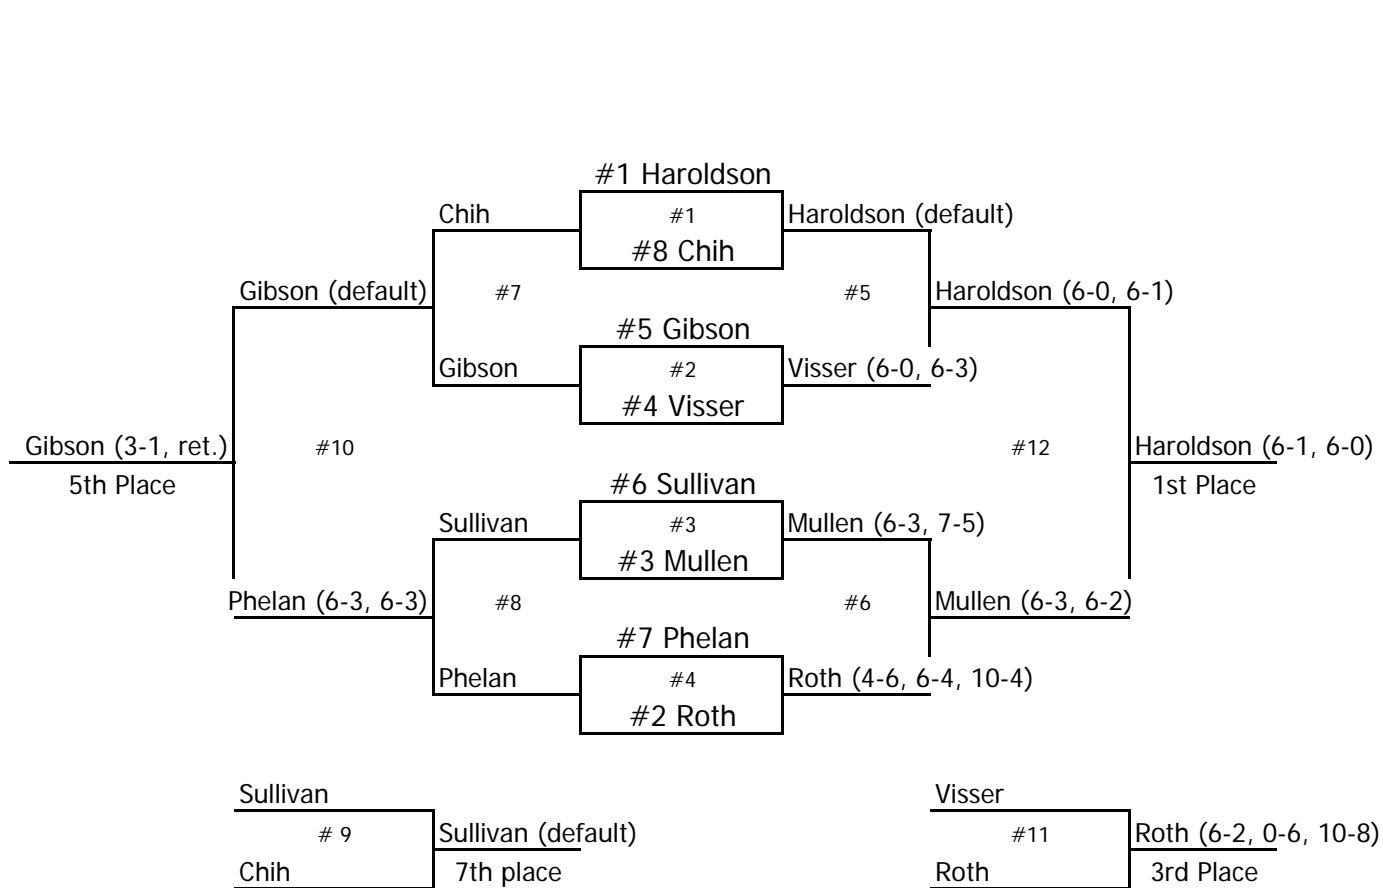 #1 Haroldson
Chih
#1
Haroldson (default)
#8 Chih
Gibson (default)
#7
#5
Haroldson (6-0, 6-1)
#5 Gibson
Gibson
#2
Visser (6-0, 6-3)
#4 Visser
Gibson (3-1, ret.)
#10
#12
Haroldson (6-1, 6-0)
5th Place
#6 Sullivan
1st Place
Sullivan
#3
Mullen (6-3, 7-5)
#3 Mullen
Phelan (6-3, 6-3)
#8
#6
Mullen (6-3, 6-2)
#7 Phelan
Phelan
#4
Roth (4-6, 6-4, 10-4)
#2 Roth
Sullivan
Visser
# 9
Sullivan (default)
#11
Roth (6-2, 0-6, 10-8)
Chih
7th place
Roth
3rd Place